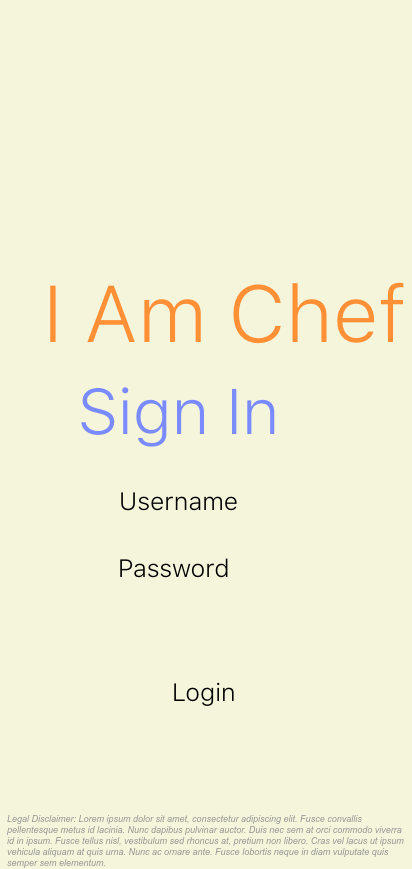 I Am Chef
Sign In
Username
Password
Login
Legal Disclaimer: Lorem ipsum dolor sit amet, consectetur adipiscing elit. Fusce convallis
pellentesque metus id lacinia. Nunc dapibus pulvinar auctor. Duis nec sem at orci commodo viverra
id in ipsum. Fusce tellus nisl, vestibulum sed rhoncus at, pretium non libero. Cras vel lacus ut ipsum
vehicula aliquam at quis urna. Nunc ac ornare ante. Fusce lobortis neque in diam vulputate quis
semper sem elementum.